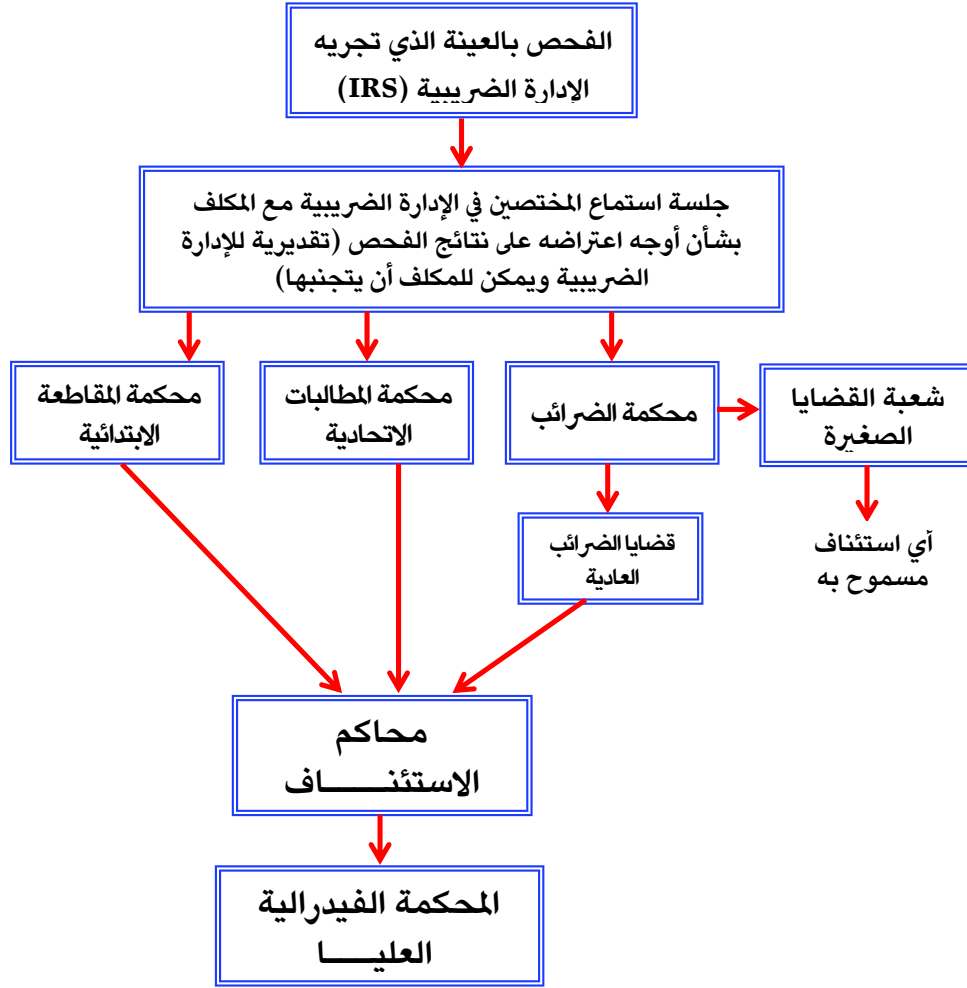 الفحص بالعينة الذي تجريه
الإدارة الضريبية (IRS)
جلسة استماع المختصين في الإدارة الضريبية مع المكلف
بشأن أوجه اعتراضه على نتائج الفحص (تقديرية للإدارة
الضريبية ويمكن للمكلف أن يتجنبها)
محكمة المقاطعة
الابتدائية
محكمة المطالبات
الاتحادية
محكمة الضرائب
شعبة القضايا
الصغيرة
قضايا الضرائب
العادية
آي استئناف
مسموح به
محاكم
الاستئنـــــــاف
المحكمة الفيدرالية
العليــــــا